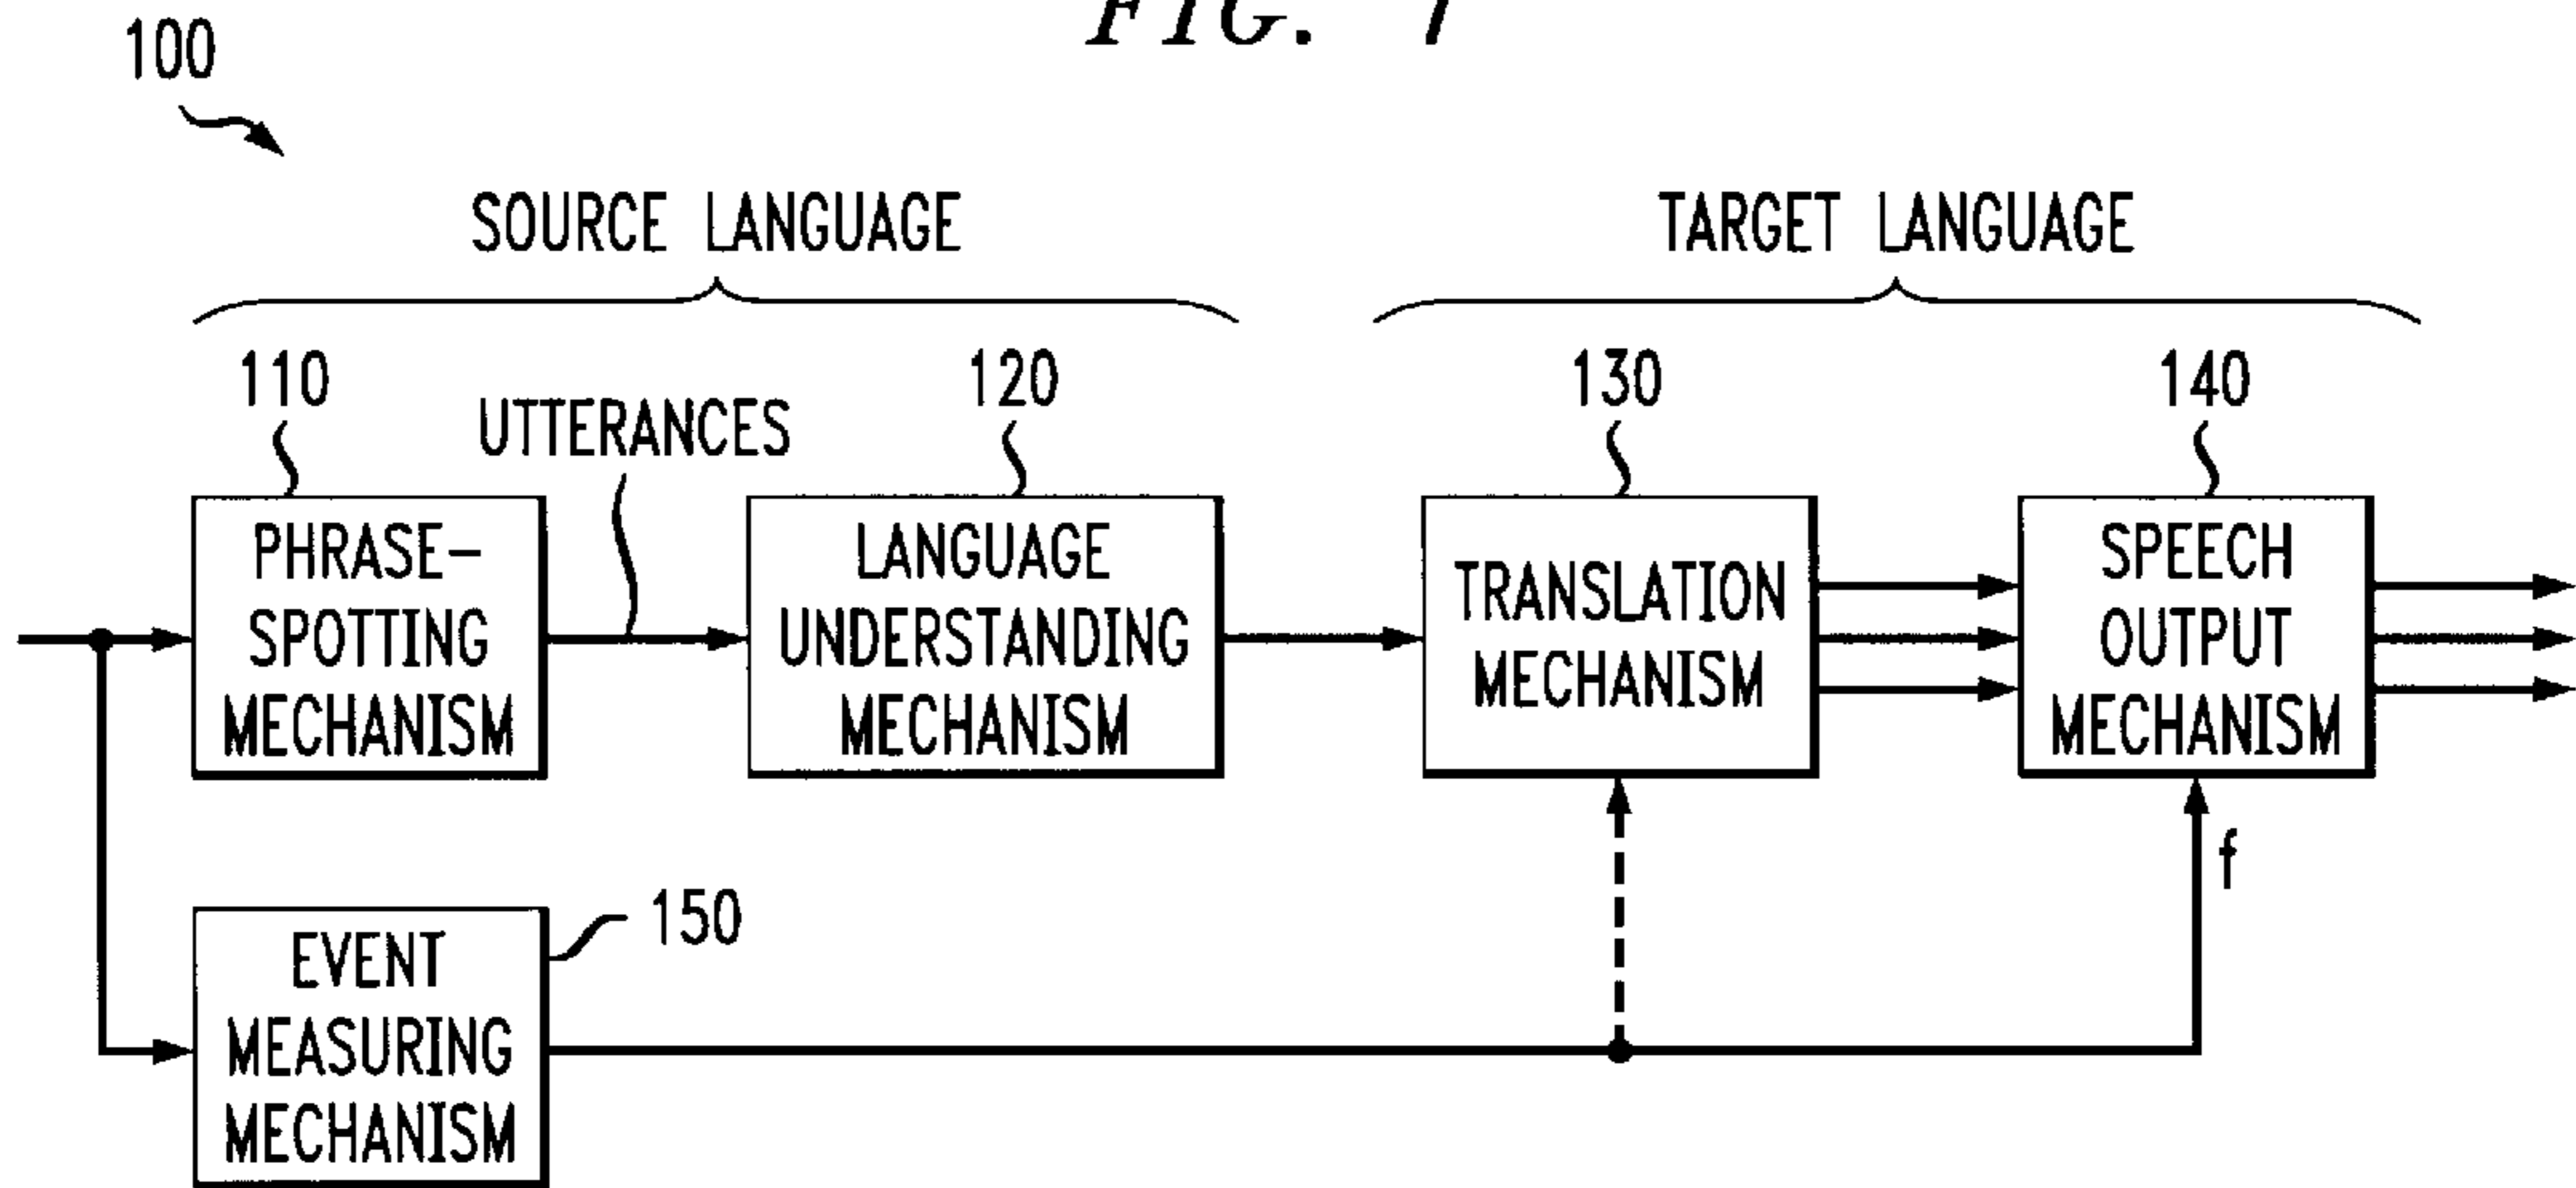 FIG. 1
100
SOURCE LANGUAGE
TARGET LANGUAGE
110
UTTERANCES
120
130
140
PHRASE-
SPOTTING
MECHANISM
LANGUAGE
UNDERSTANDING
MECHANISM
TRANSLATION
MECHANISM
SPEECH
OUTPUT
MECHANISM
f
150
EVENT
MEASURING
MECHANISM